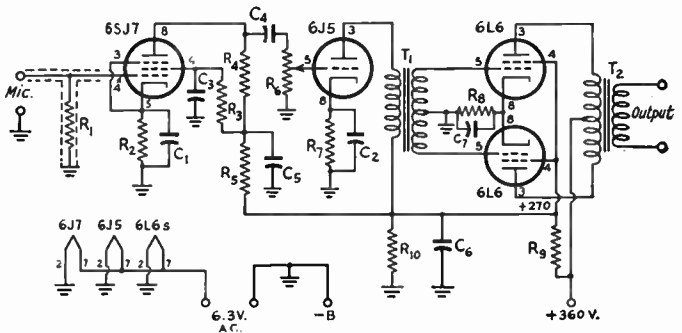 6SJ7
8
3
4
5
4
Mic.
R1
R2
C1
C3
R3
R4
C4
R6
R5
C5
6J5
3
5
8
R7
C2
T1
6L6
3
5
4
8
R8
C7
8
5
4
3
6L6
+270
T2
Output
R10
C6
R9
6J7
6J5
6L6s
2
7
2
7
2
7
6.3V.
A.C.
-B
+360V.